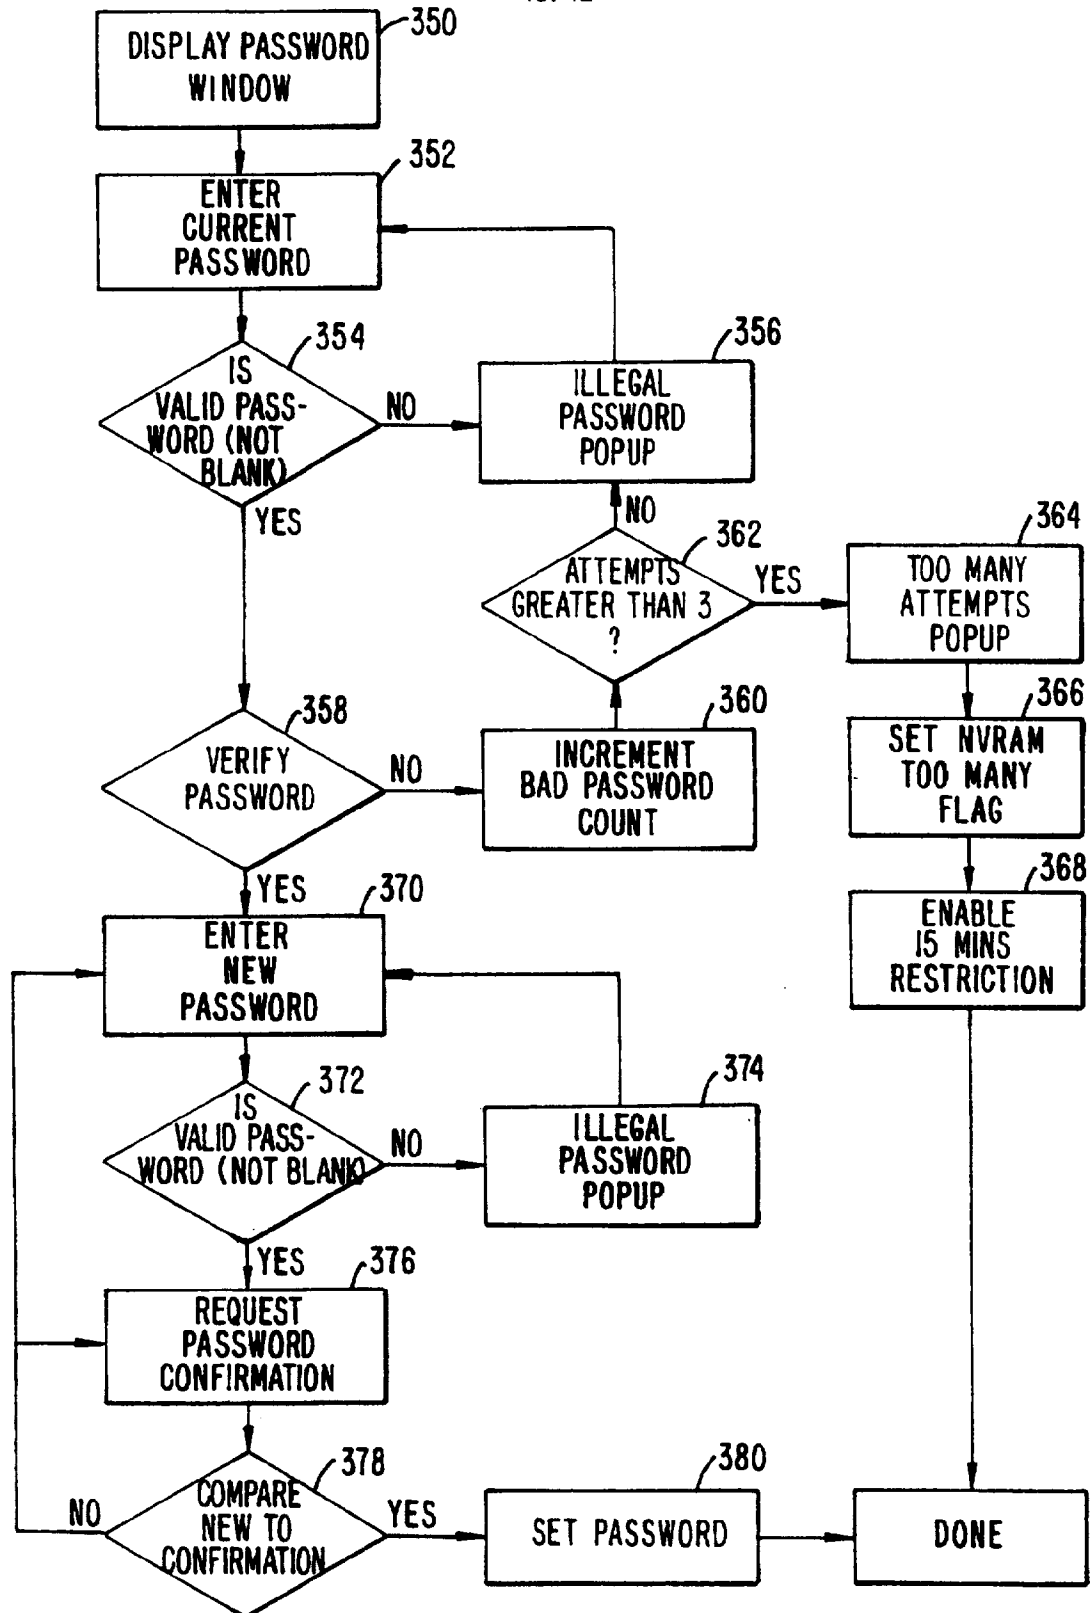 350
DISPLAY PASSWORD
WINDOW
352
ENTER
CURRENT
PASSWORD
354
IS
VALID PASS-
WORD (NOT
BLANK)
NO
YES
356
ILLEGAL
PASSWORD
POPUP
NO
362
ATTEMPTS
GREATER THAN 3
?
YES
364
TOO MANY
ATTEMPTS
POPUP
358
VERIFY
PASSWORD
NO
YES
360
INCREMENT
BAD PASSWORD
COUNT
366
SET NVRAM
TOO MANY
FLAG
368
ENABLE
15 MINS
RESTRICTION
370
ENTER
NEW
PASSWORD
372
IS
VALID PASS-
WORD (NOT BLANK)
NO
YES
374
ILLEGAL
PASSWORD
POPUP
376
REQUEST
PASSWORD
CONFIRMATION
378
COMPARE
NEW TO
CONFIRMATION
NO
YES
380
SET PASSWORD
DONE